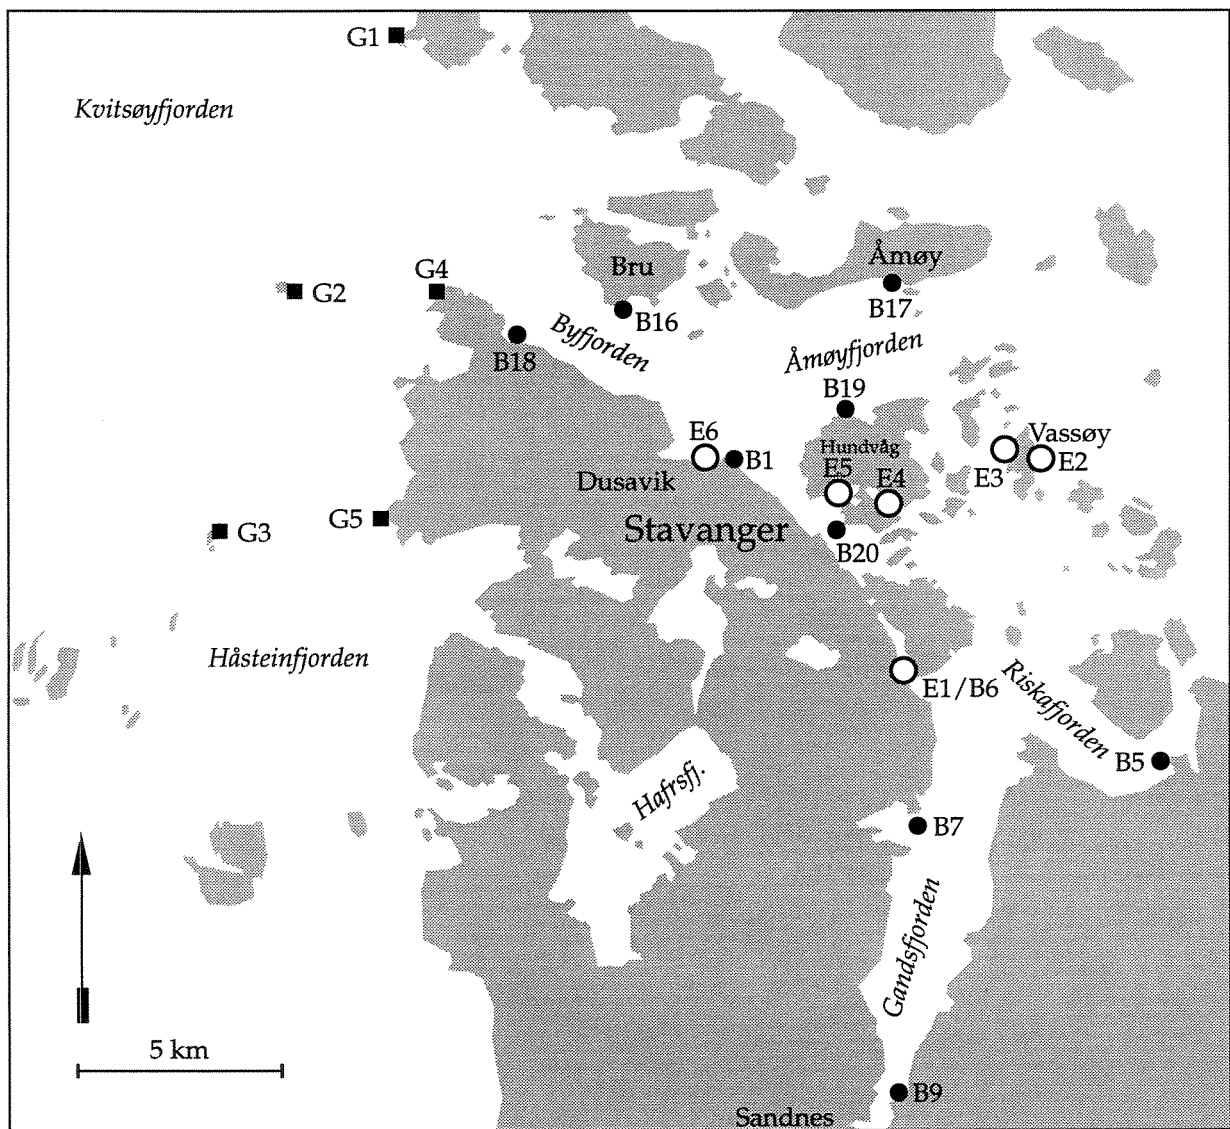 G1
Kvitsøyfjorden
Bru
Åmøy
G2
G4
B16
B17
Byfjorden
B18
Åmøyfjorden
B19
E6
B1
Hundvåg
Vassøy
E5
E4
E3
E2
Dusavik
G5
G3
Stavanger
B20
Håsteinfjorden
E1/B6
Riskafjorden
B5
Hafrsfj.
B7
Gandsfjorden
5 km
B9
Sandnes